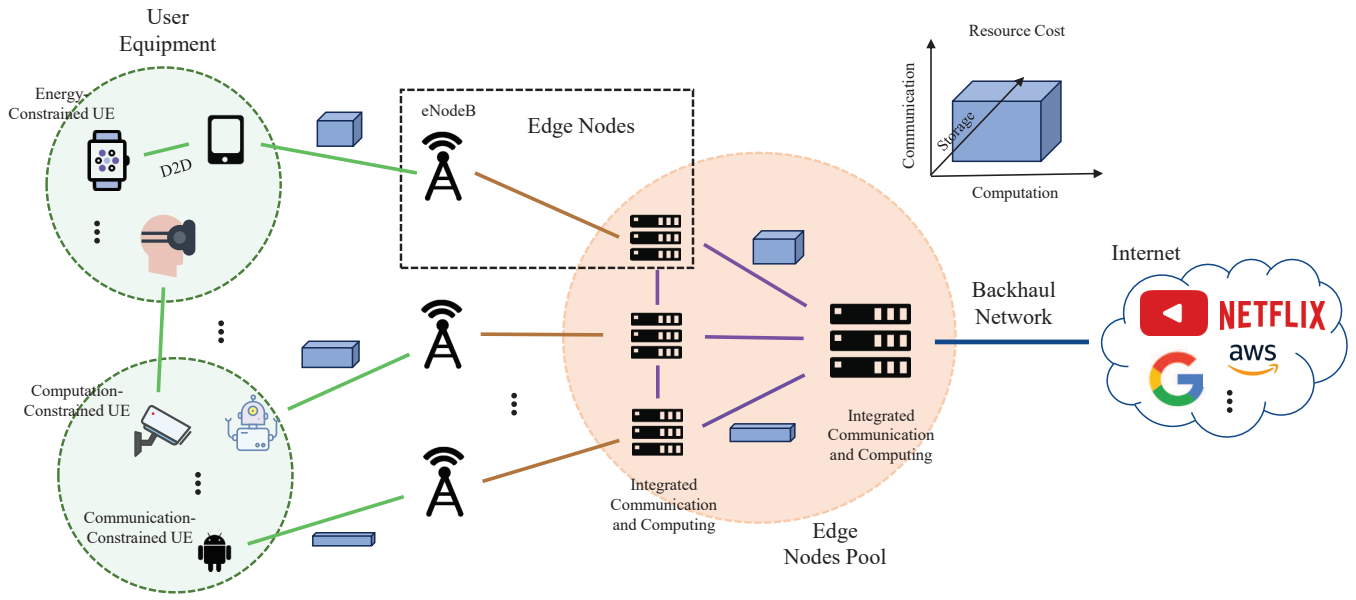 User
Equipment
Energy-
Constrained UE
D2D
eNodeB
Edge Nodes
Resource Cost
Communication
Storage
Computation
Internet
NETFLIX
aws
Backhaul
Network
Computation-
Constrained UE
Communication-
Constrained UE
Integrated
Communication
and Computing
Integrated
Communication
and Computing
Edge
Nodes Pool